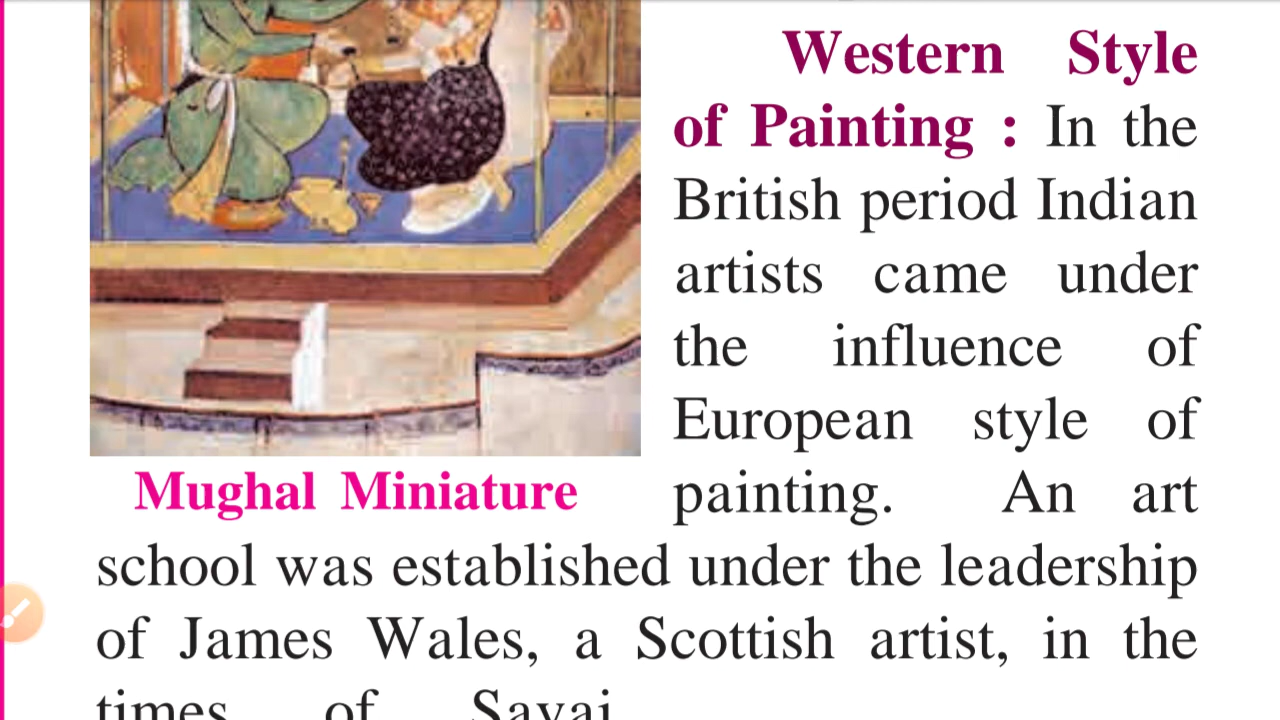 Western Style
of Painting : In the
British period Indian
artists came under
the influence of
European style of
painting. An art
Mughal Miniature
school was established under the leadership
of James Wales, a Scottish artist, in the
times of Savai